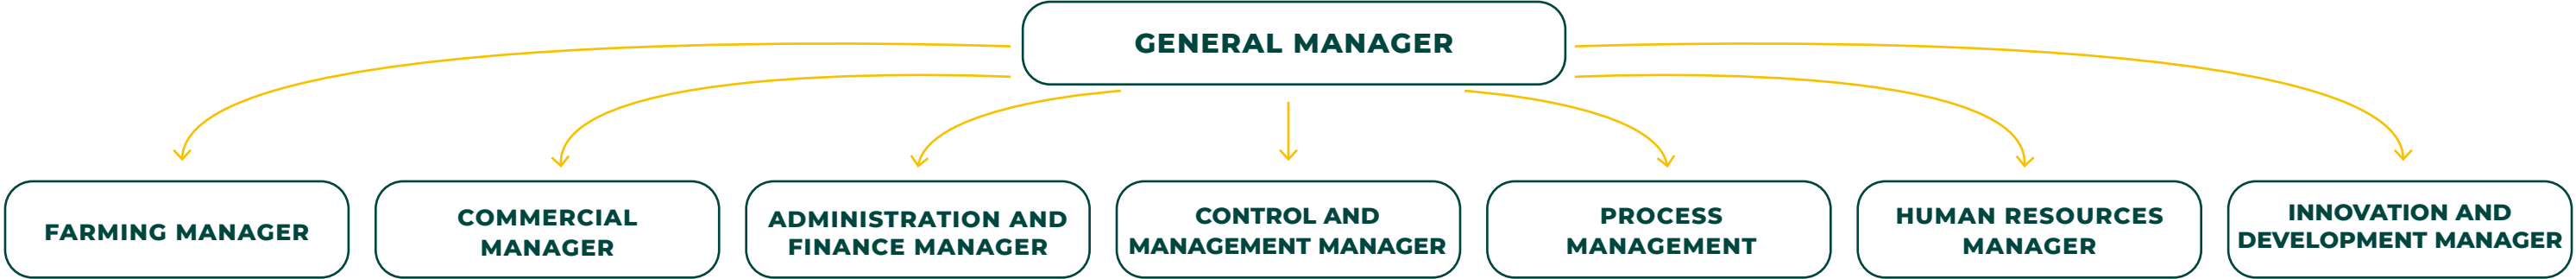 GENERAL MANAGER
FARMING MANAGER
COMMERCIAL
MANAGER
ADMINISTRATION AND
FINANCE MANAGER
CONTROL AND
MANAGEMENT MANAGER
PROCESS
MANAGEMENT
HUMAN RESOURCES
MANAGER
INNOVATION AND
DEVELOPMENT MANAGER